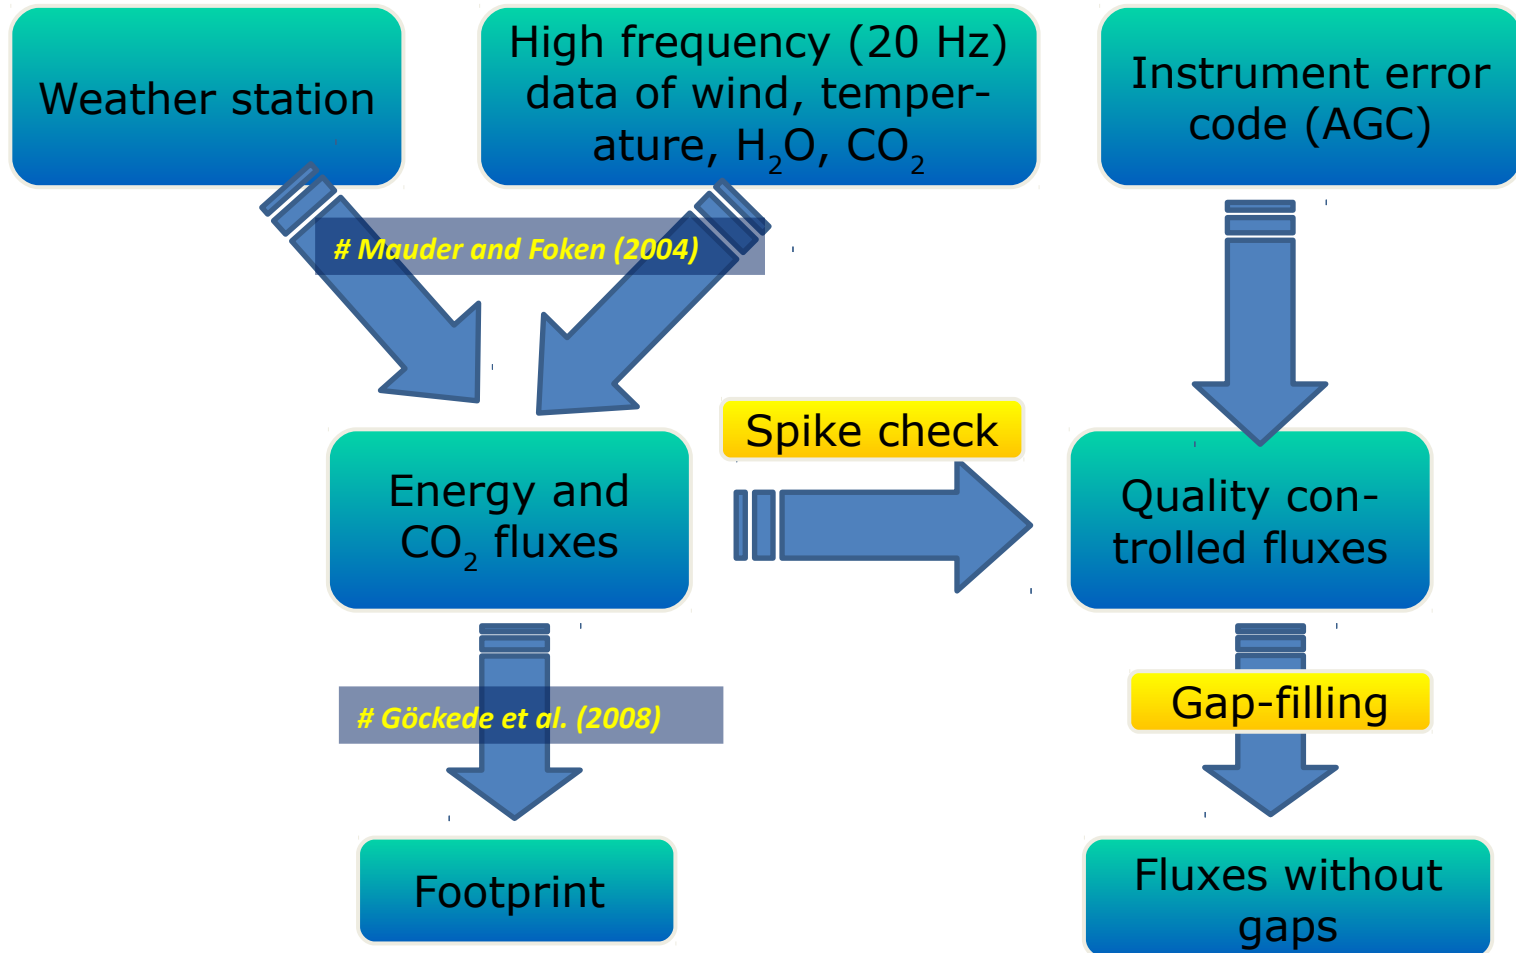 Weather station
High frequency (20 Hz)
data of wind, temper-
ature, H₂O, CO₂
Instrument error
code (AGC)
# Mauder and Foken (2004)
Spike check
Energy and
CO₂ fluxes
Quality con-
trolled fluxes
# Göckede et al. (2008)
Gap-filling
Footprint
Fluxes without
gaps